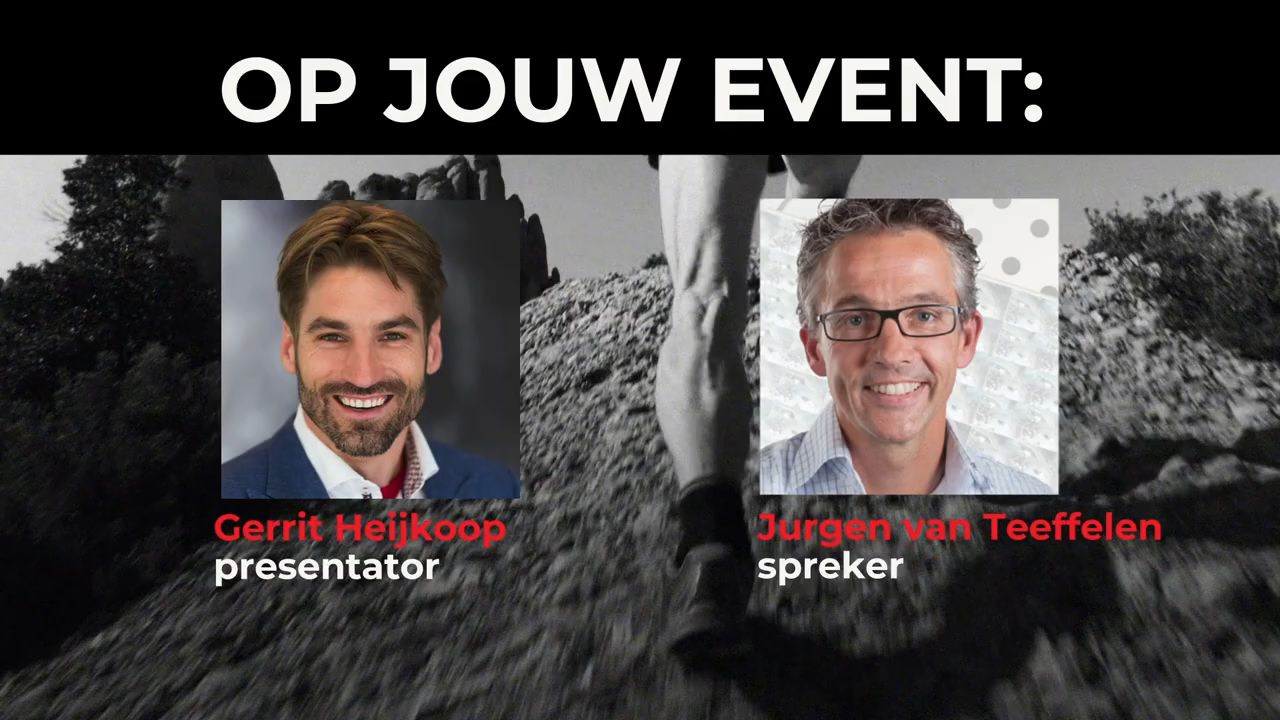 OP JOUW EVENT:
Gerrit Heijkoop
presentator
Jurgen van Teeffelen
spreker